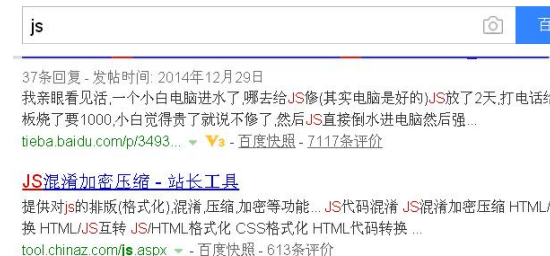 js
百
37条回复 - 发帖时间: 2014年12月29日
我亲眼看见活,一个小白电脑进水了,哪去给JS修(其实电脑是好的)JS放了2天,打电话
板烧了要1000,小白觉得贵了就说不修了,然后JS直接倒水进电脑然后强...
tieba.baidu.com/p/3493... V3 - 百度快照 - 7117条评价
JS混淆加密压缩 - 站长工具
提供对js的排版(格式化),混淆,压缩,加密等功能... JS代码混淆 JS混淆加密压缩 HTML/
换 HTML/JS互转 JS/HTML格式化 CSS格式化 HTML代码转换 ...
tool.chinaz.com/js.aspx - 百度快照 - 613条评价